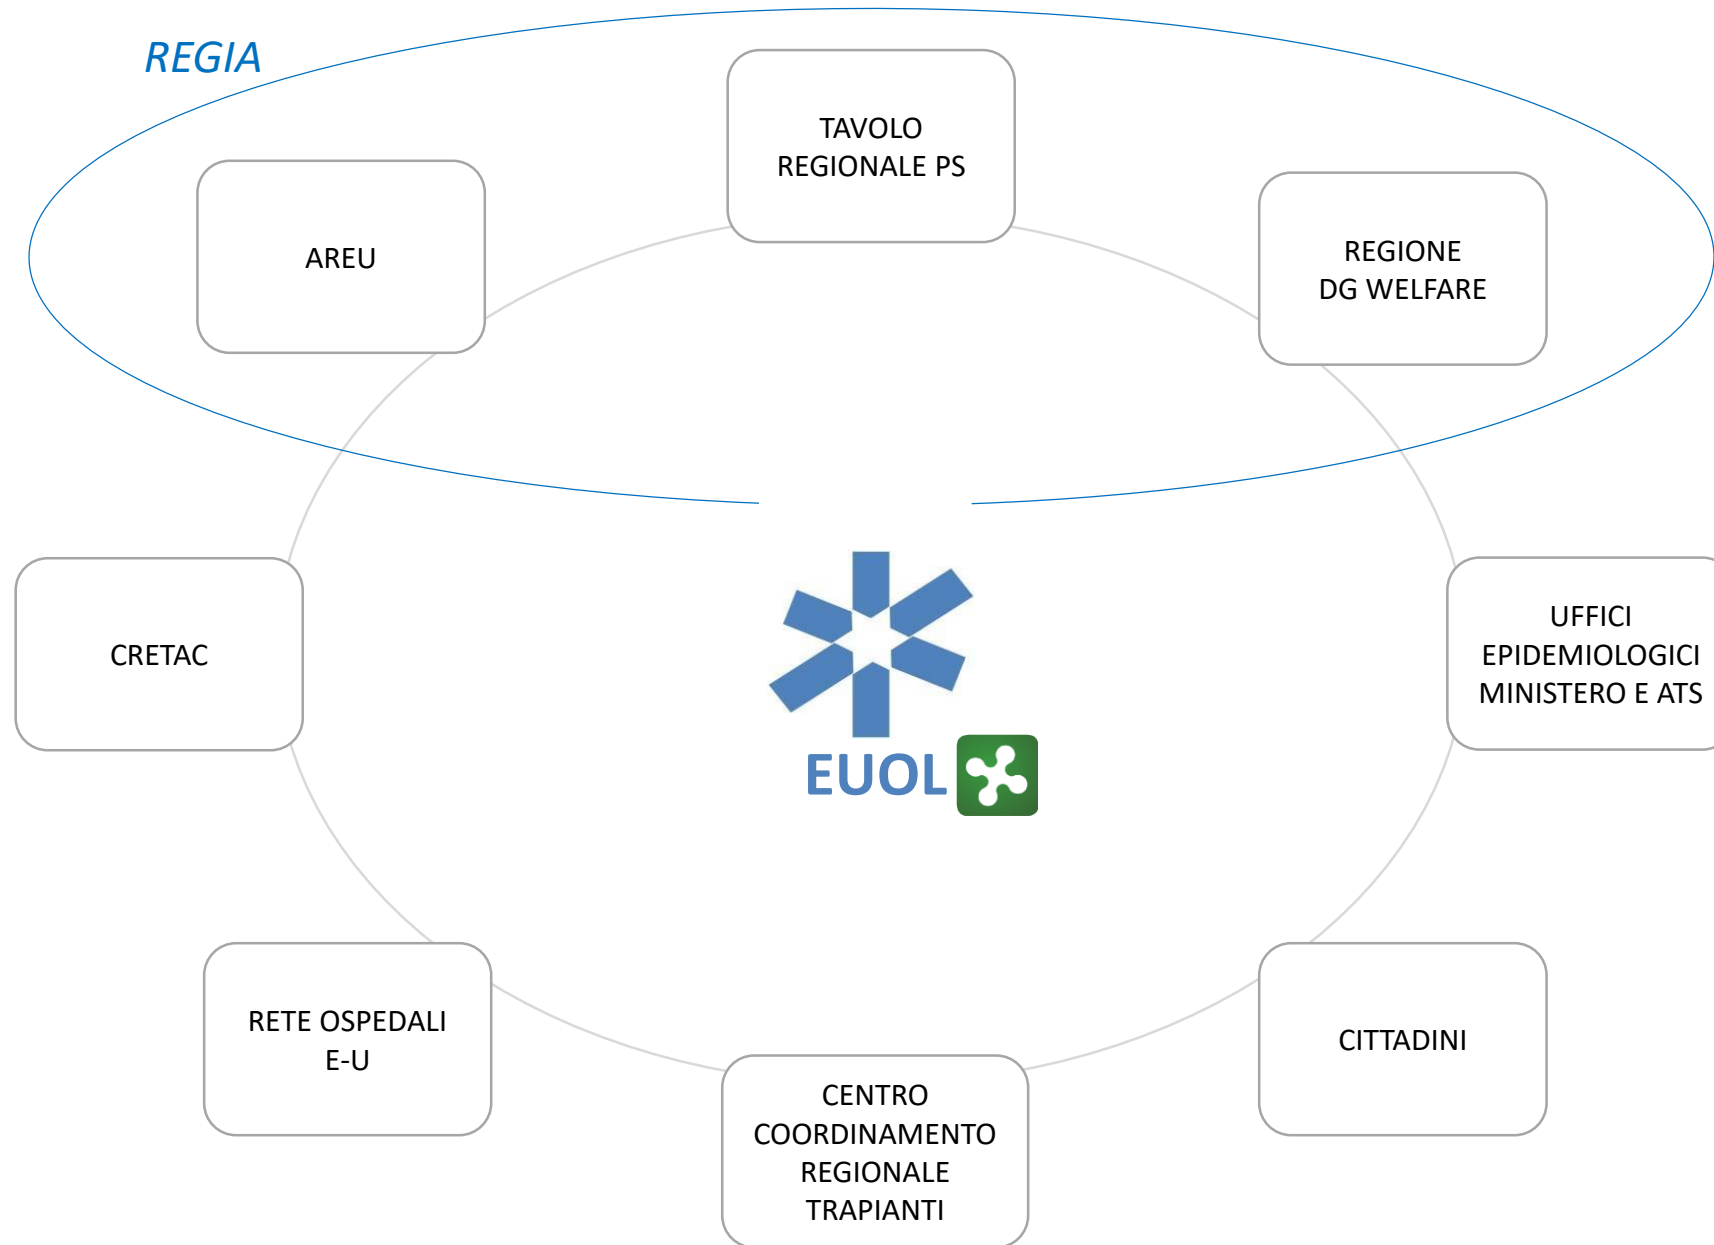 REGIA
TAVOLO
REGIONALE PS
AREU
REGIONE
DG WELFARE
CRETAC
UFFICI
EPIDEMIOLOGICI
MINISTERO E ATS
EUOL
RETE OSPEDALI
E-U
CITTADINI
CENTRO
COORDINAMENTO
REGIONALE
TRAPIANTI